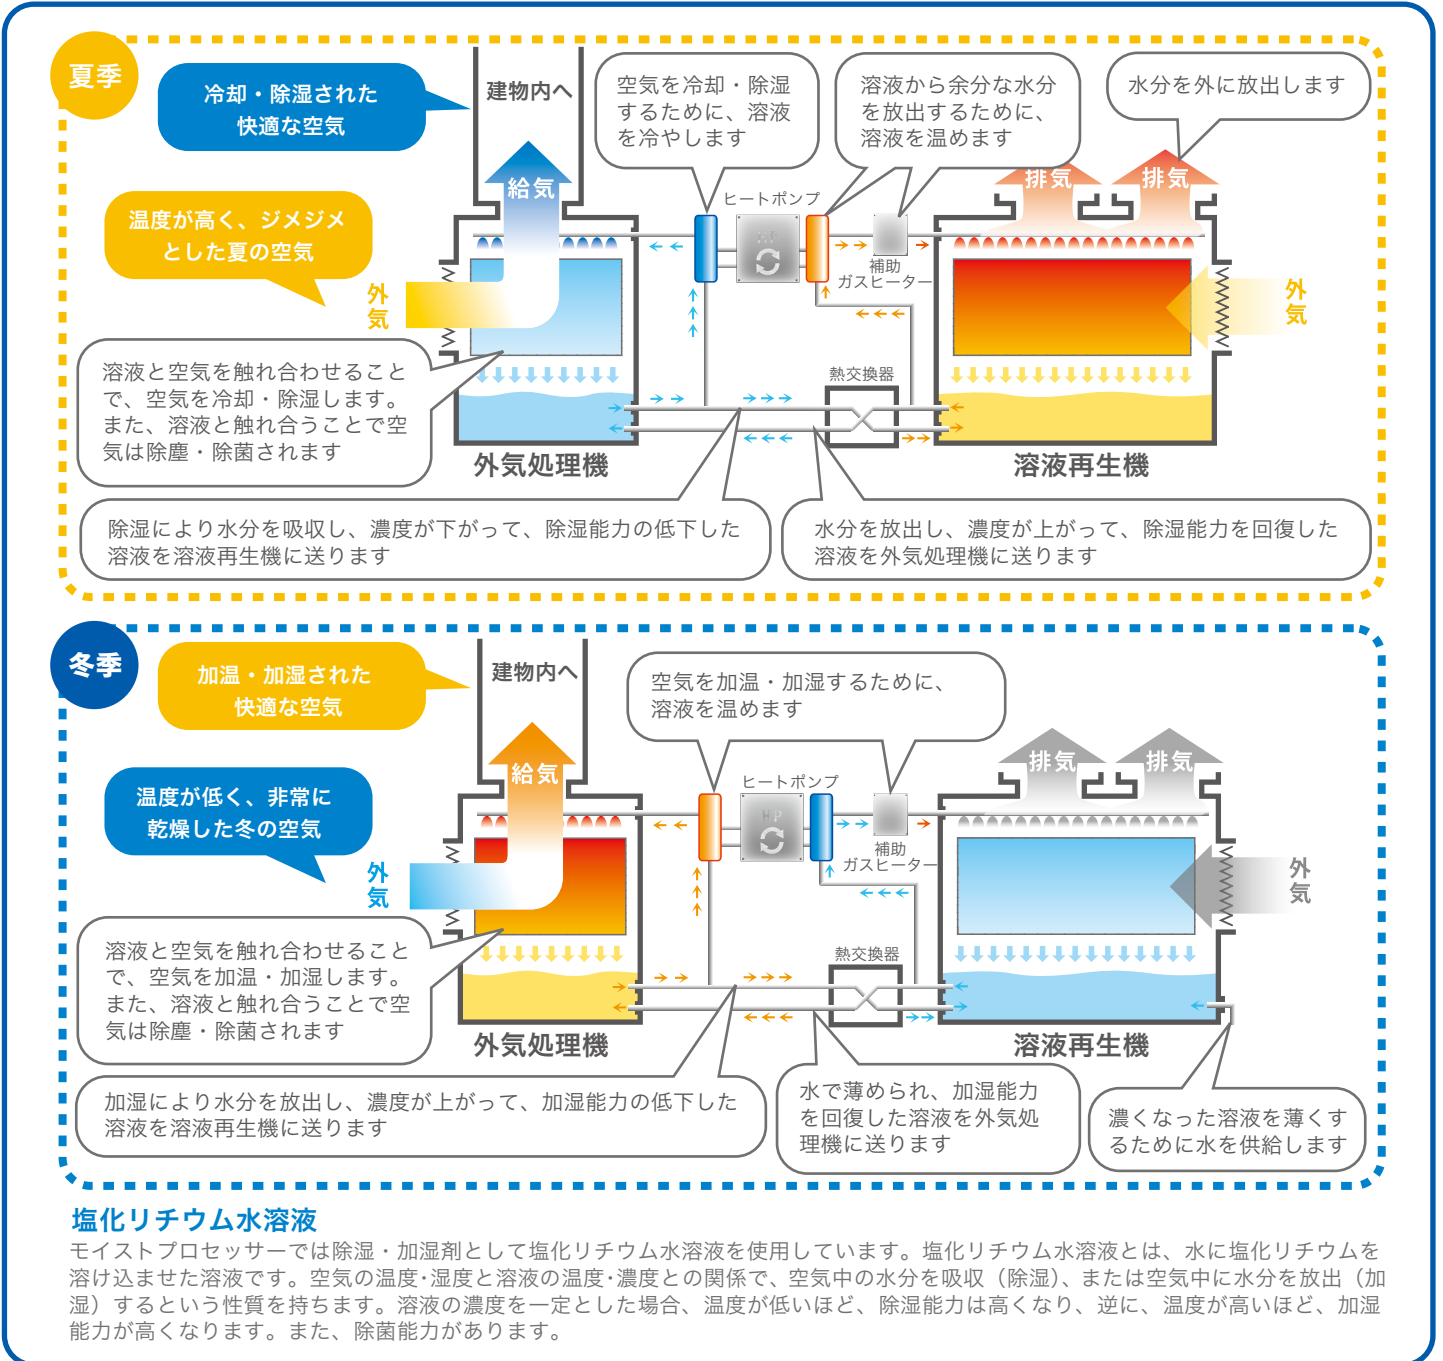 夏季
冷却・除湿された
快適な空気
建物内へ
空気を冷却・除湿
するために、溶液
を冷やします
溶液から余分な水分
を放出するために、
溶液を温めます
水分を外に放出します
給気
ヒートポンプ
排気
排気
温度が高く、ジメジメ
とした夏の空気
HP
補助
ガスヒーター
外気
外気
溶液と空気を触れ合わせること
で、空気を冷却・除湿します。
また、溶液と触れ合うことで空
気は除塵・除菌されます
熱交換器
外気処理機
溶液再生機
除湿により水分を吸収し、濃度が下がって、除湿能力の低下した
溶液を溶液再生機に送ります
水分を放出し、濃度が上がって、除湿能力を回復した
溶液を外気処理機に送ります
冬季
加温・加湿された
快適な空気
建物内へ
空気を加温・加湿するために、
溶液を温めます
給気
ヒートポンプ
排気
排気
温度が低く、非常に
乾燥した冬の空気
HP
補助
ガスヒーター
外気
外気
溶液と空気を触れ合わせること
で、空気を加温・加湿します。
また、溶液と触れ合うことで空
気は除塵・除菌されます
熱交換器
外気処理機
溶液再生機
加湿により水分を放出し、濃度が上がって、加湿能力の低下した
溶液を溶液再生機に送ります
水で薄められ、加湿能力
を回復した溶液を外気処
理機に送ります
濃くなった溶液を薄くす
るために水を供給します
塩化リチウム水溶液
モイストプロセッサーでは除湿・加湿剤として塩化リチウム水溶液を使用しています。塩化リチウム水溶液とは、水に塩化リチウムを
溶け込ませた溶液です。空気の温度・湿度と溶液の温度・濃度との関係で、空気中の水分を吸収（除湿）、または空気中に水分を放出（加
湿）するという性質を持ちます。溶液の濃度を一定とした場合、温度が低いほど、除湿能力は高くなり、逆に、温度が高いほど、加湿
能力が高くなります。また、除菌能力があります。